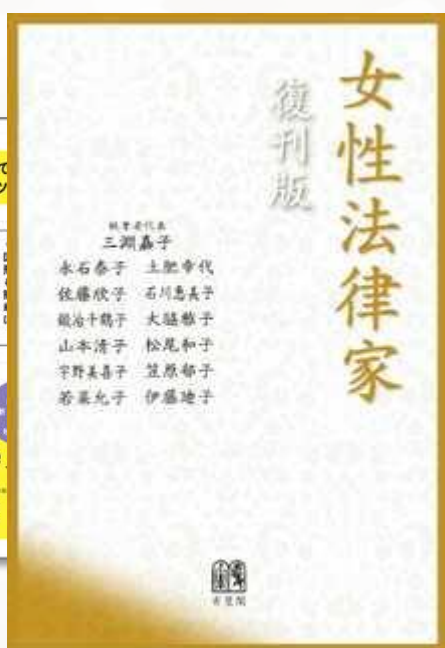 女性法律家
復刊版
執筆者代表
三淵嘉子
永石泰子 土肥幸代
佐藤欣子 石川恵美子
鍛冶千鶴子 大脇雅子
山本清子 松尾和子
宇野美喜子 笠原郁子
若菜允子 伊藤廸子
有斐閣